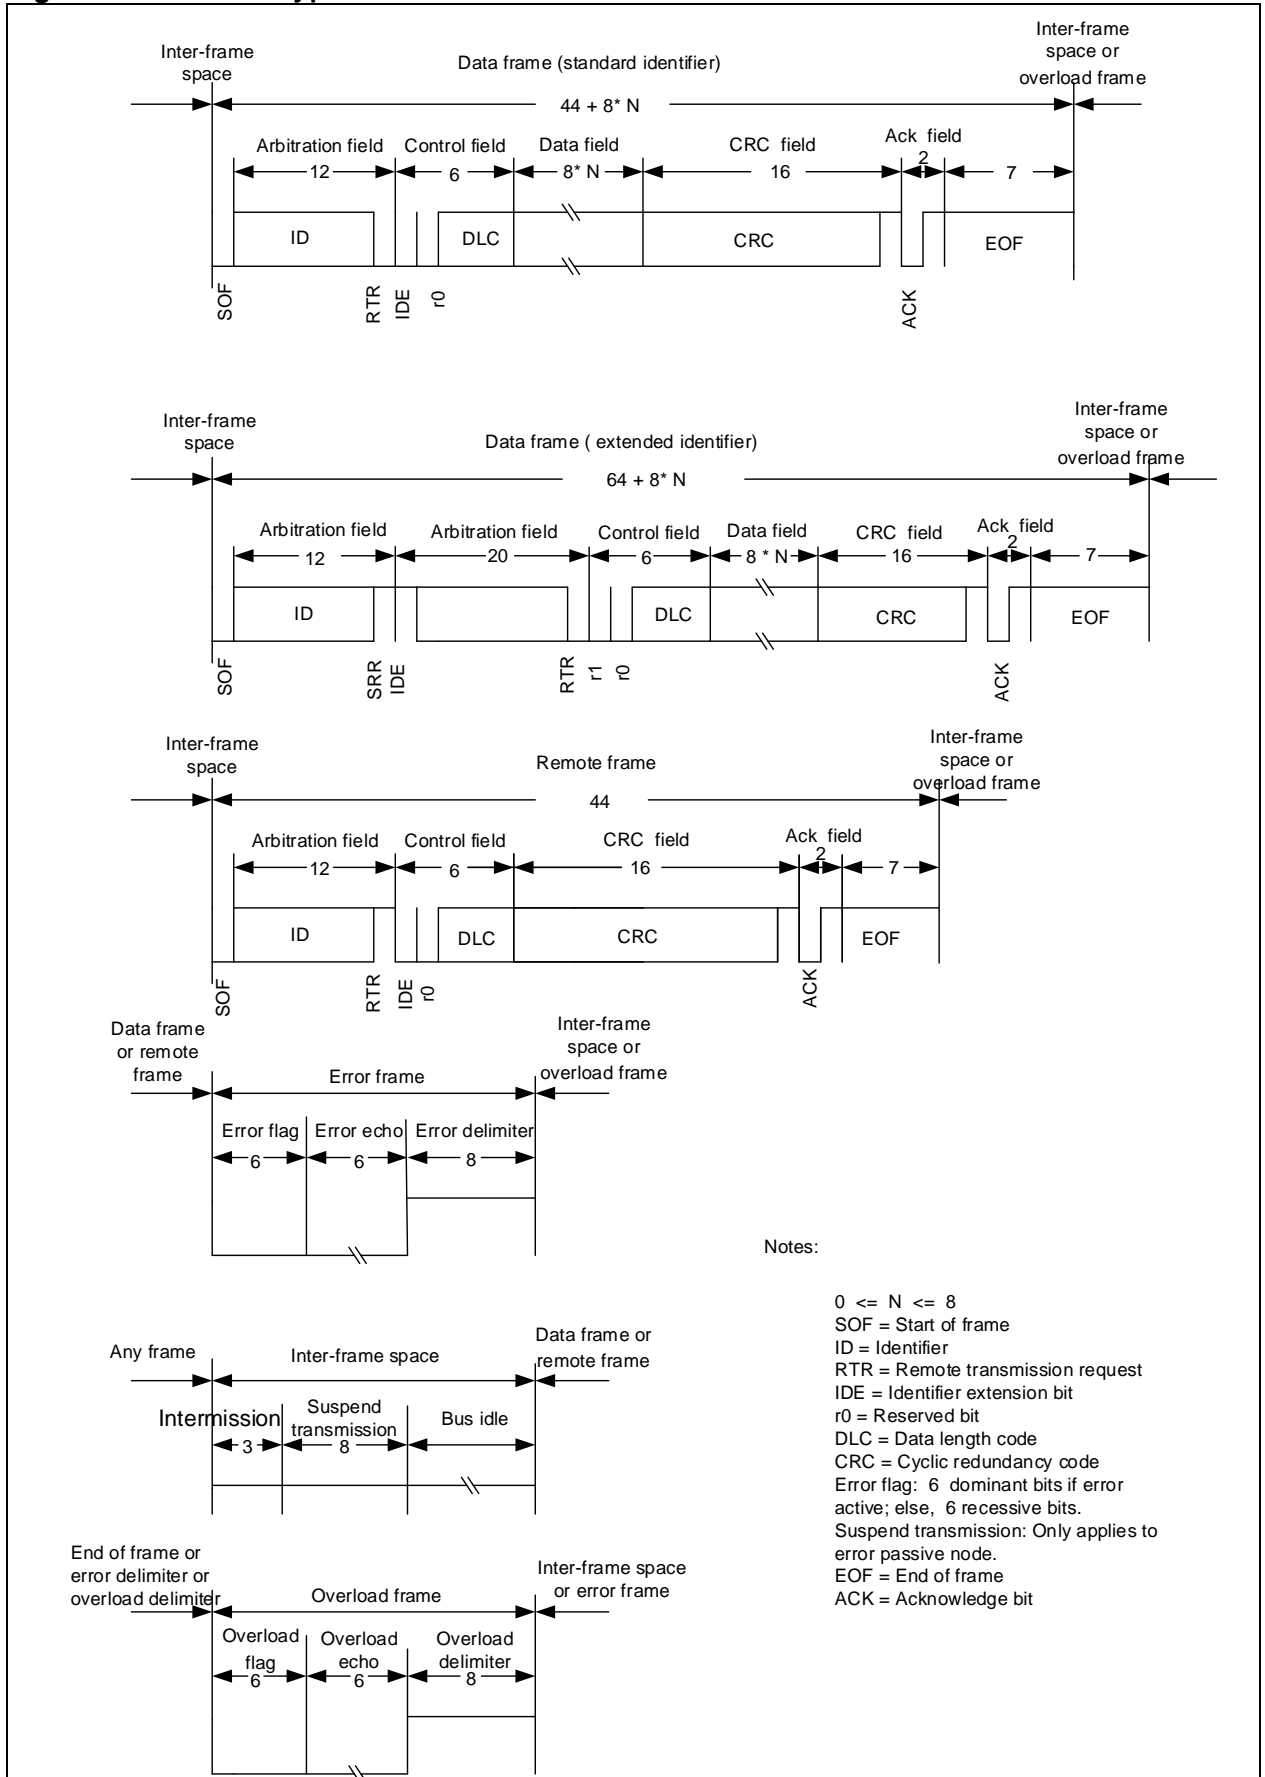 Inter-frame
space
Data frame (standard identifier)
Inter-frame
space or
overload frame
44 + 8* N
Arbitration field
Control field
Data field
CRC field
Ack field
12
6
8* N
16
2
7
ID
DLC
CRC
EOF
SOF
RTR
IDE
r0
ACK
Inter-frame
space
Data frame ( extended identifier)
Inter-frame
space or
overload frame
64 + 8* N
Arbitration field
Arbitration field
Control field
Data field
CRC field
Ack field
12
20
6
8 * N
16
2
7
ID
DLC
CRC
EOF
SOF
SRR
IDE
RTR
r1
r0
ACK
Inter-frame
space
Remote frame
Inter-frame
space or
overload frame
44
Arbitration field
Control field
CRC field
Ack field
12
6
16
2
7
ID
DLC
CRC
EOF
SOF
RTR
IDE
r0
ACK
Data frame
or remote
frame
Error frame
Inter-frame
space or
overload frame
Error flag
Error echo
Error delimiter
6
6
8
Any frame
Inter-frame space
Data frame or
remote frame
Intermission
Suspend
transmission
Bus idle
3
8
End of frame or
error delimiter or
overload delimiter
Overload frame
Inter-frame space
or error frame
Overload
flag
Overload
echo
Overload
delimiter
6
6
8
Notes:
0 <= N <= 8
SOF = Start of frame
ID = Identifier
RTR = Remote transmission request
IDE = Identifier extension bit
r0 = Reserved bit
DLC = Data length code
CRC = Cyclic redundancy code
Error flag: 6 dominant bits if error
active; else, 6 recessive bits.
Suspend transmission: Only applies to
error passive node.
EOF = End of frame
ACK = Acknowledge bit